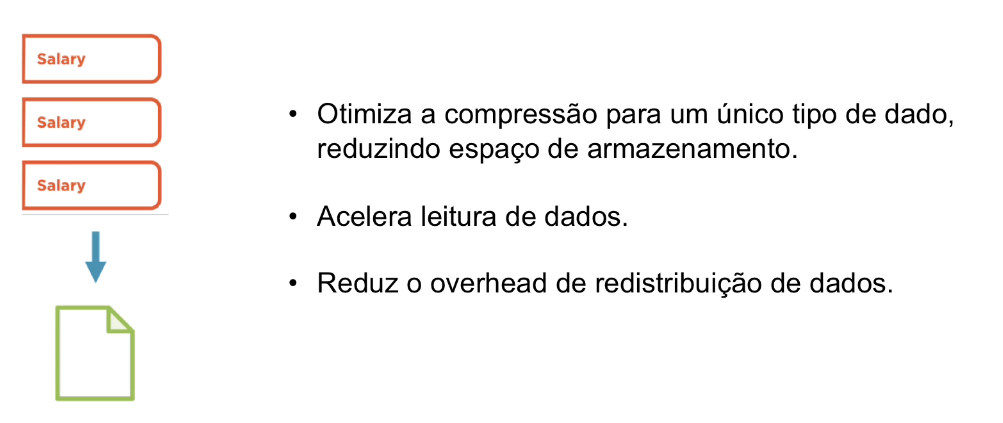 Salary
Salary
Salary
• Otimiza a compressão para um único tipo de dado,
reduzindo espaço de armazenamento.
• Acelera leitura de dados.
• Reduz o overhead de redistribuição de dados.